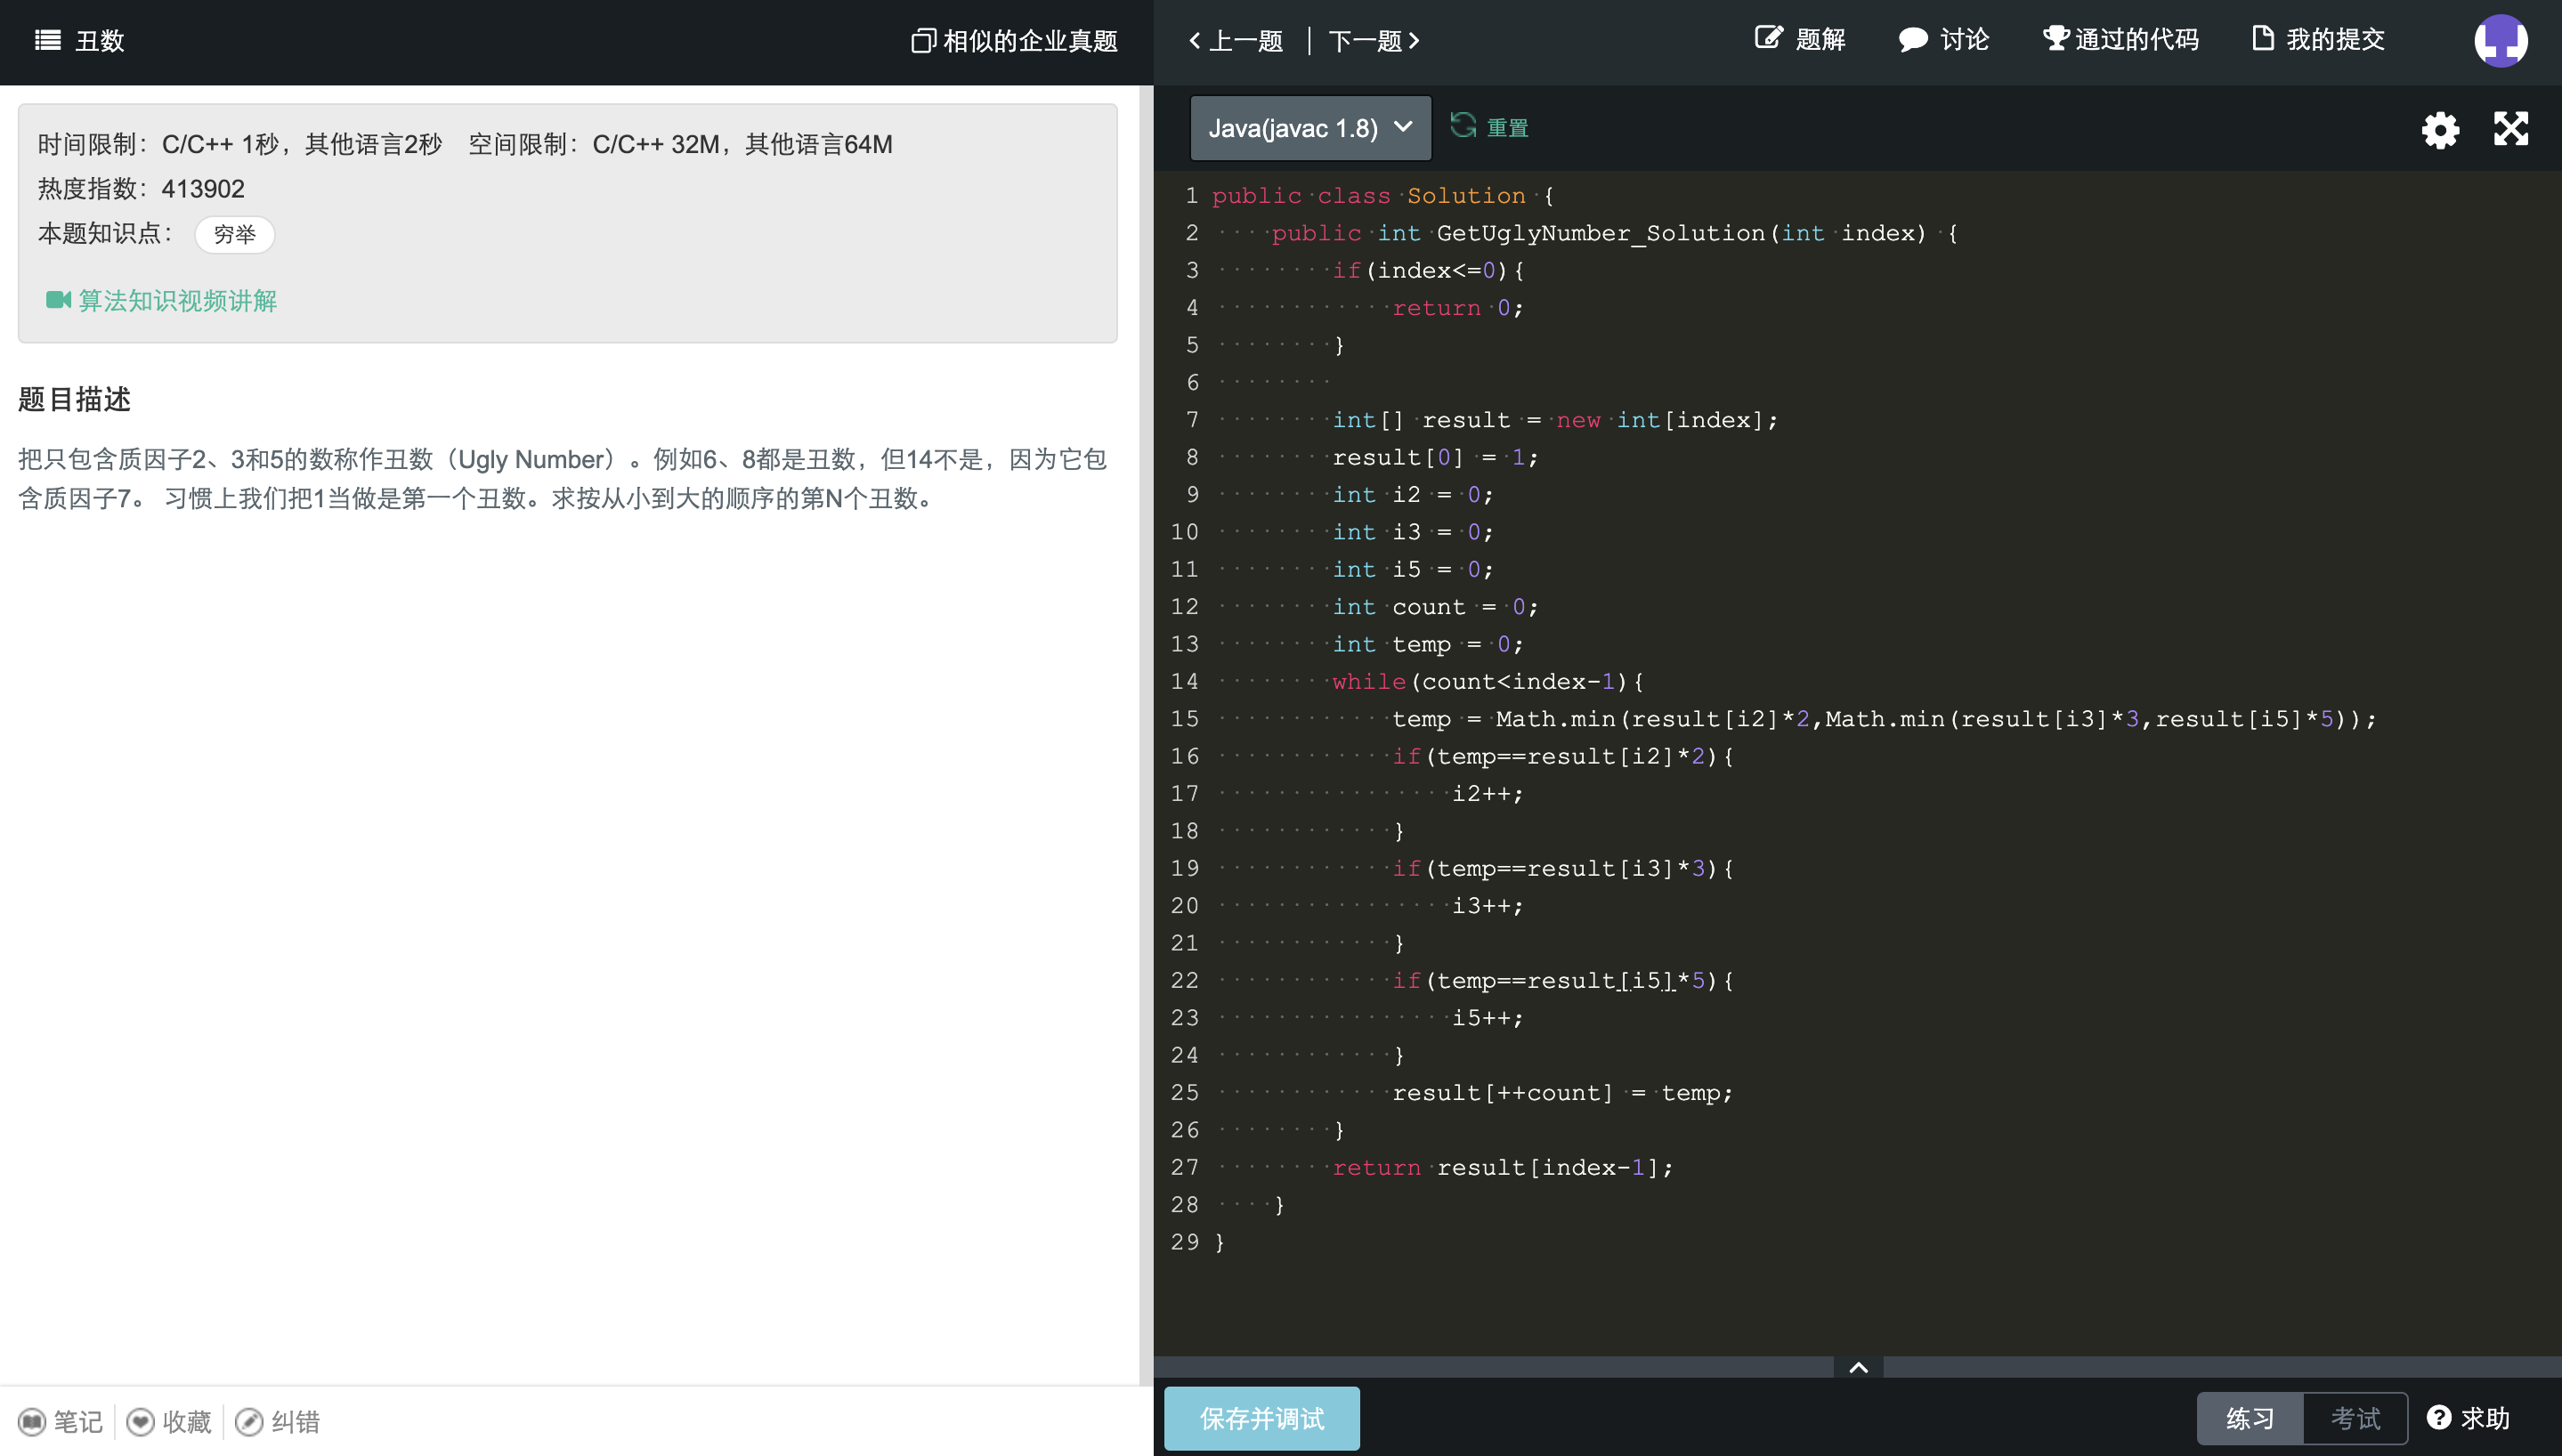 丑数
相似的企业真题
上一题 | 下一题
题解
讨论
通过的代码
我的提交
时间限制：C/C++ 1秒，其他语言2秒 空间限制：C/C++ 32M，其他语言64M
热度指数：413902
本题知识点： 穷举
算法知识视频讲解
题目描述
把只包含质因子2、3和5的数称作丑数（Ugly Number）。例如6、8都是丑数，但14不是，因为它包
含质因子7。 习惯上我们把1当做是第一个丑数。求按从小到大的顺序的第N个丑数。
笔记
收藏
纠错
Java(javac 1.8)
重置
1 public class Solution {
2     public int GetUglyNumber_Solution(int index) {
3         if(index<=0){
4             return 0;
5         }
6
7         int[] result = new int[index];
8         result[0] = 1;
9         int i2 = 0;
10         int i3 = 0;
11         int i5 = 0;
12         int count = 0;
13         int temp = 0;
14         while(count<index-1){
15             temp = Math.min(result[i2]*2,Math.min(result[i3]*3,result[i5]*5));
16             if(temp==result[i2]*2){
17                 i2++;
18             }
19             if(temp==result[i3]*3){
20                 i3++;
21             }
22             if(temp==result[i5]*5){
23                 i5++;
24             }
25             result[++count] = temp;
26         }
27         return result[index-1];
28     }
29 }
保存并调试
练习
考试
求助